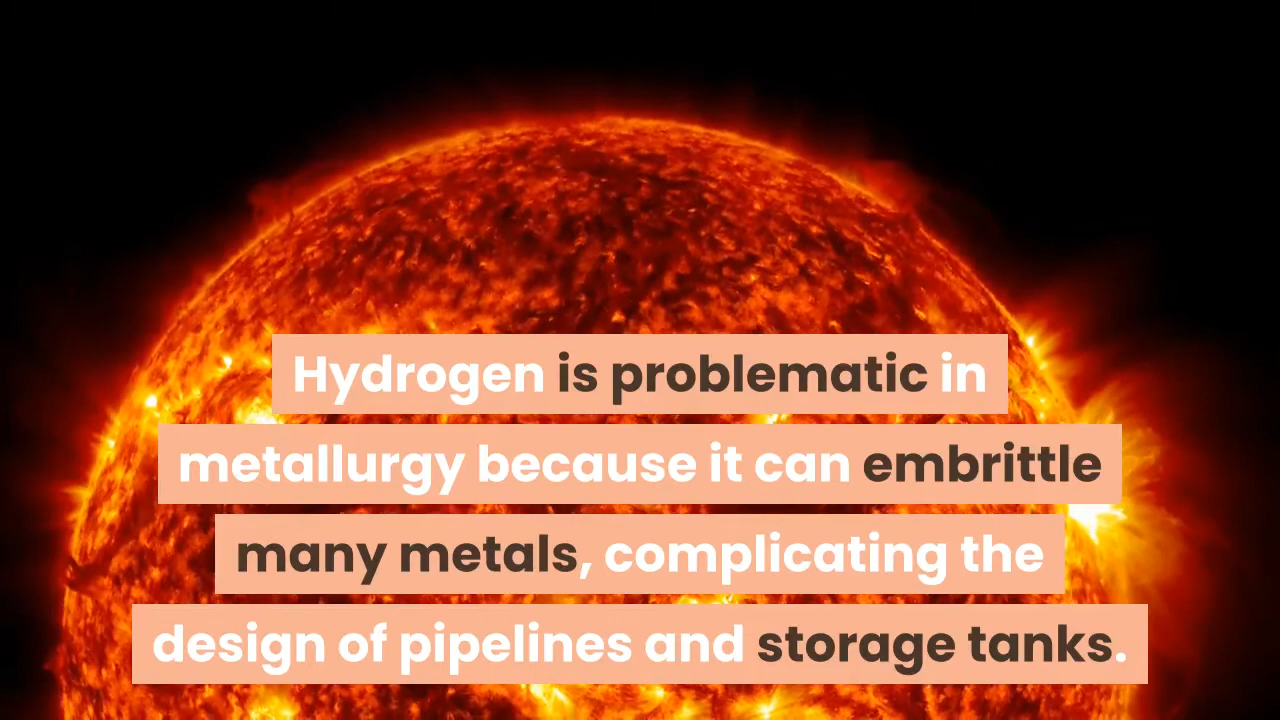 Hydrogen is problematic in
metallurgy because it can embrittle
many metals, complicating the
design of pipelines and storage tanks.